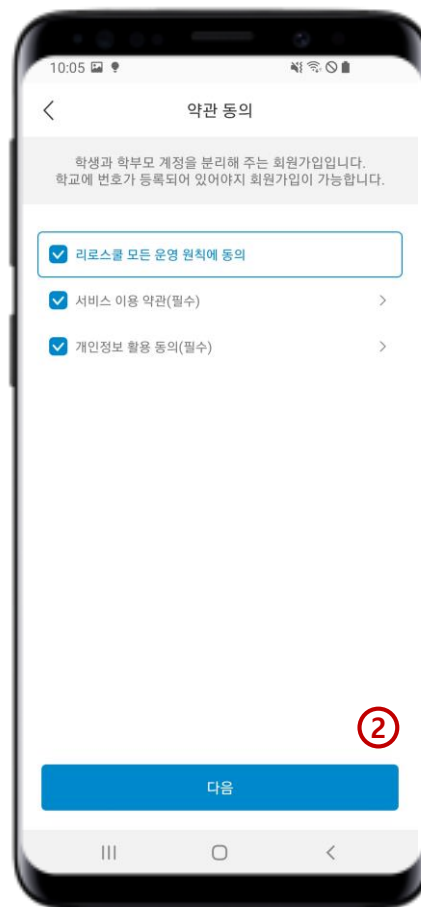 10:05
약관 동의
학생과 학부모 계정을 분리해 주는 회원가입입니다.
학교에 번호가 등록되어 있어야지 회원가입이 가능합니다.
리로스쿨 모든 운영 원칙에 동의
서비스 이용 약관(필수)
개인정보 활용 동의(필수)
2
다음